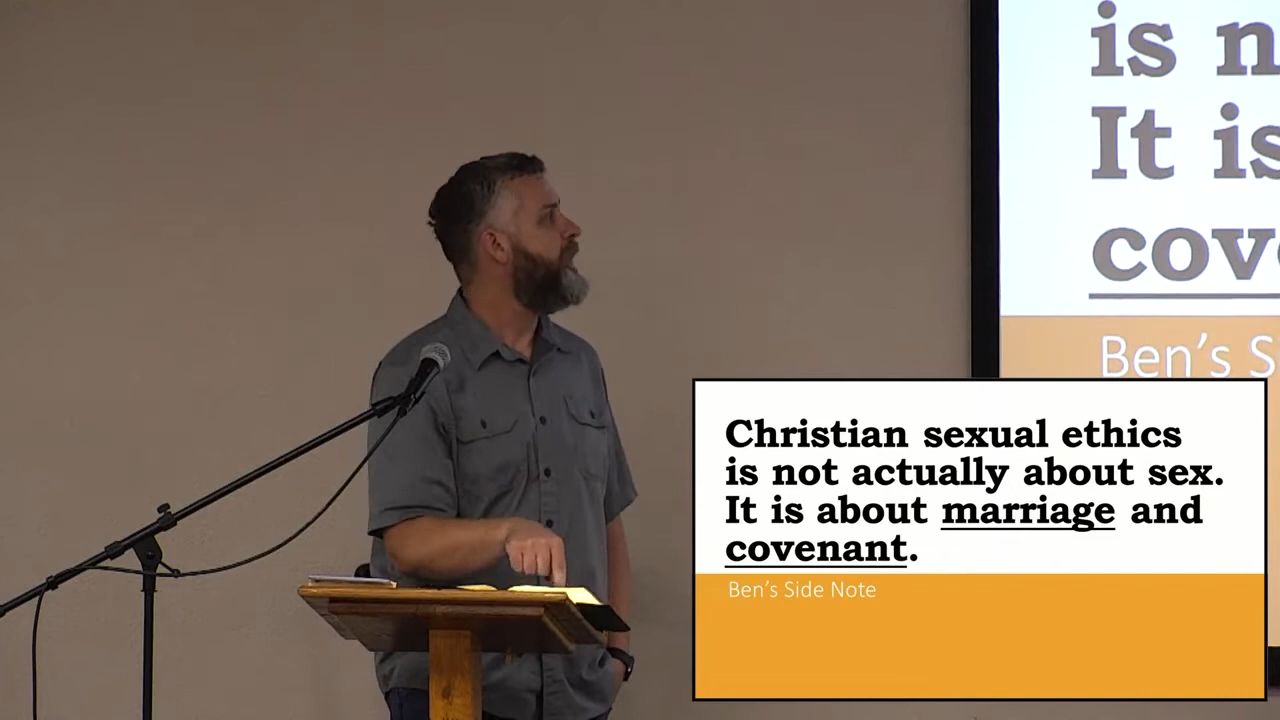 is n
It is
cov
Ben's S
Christian sexual ethics
is not actually about sex.
It is about marriage and
covenant.
Ben's Side Note